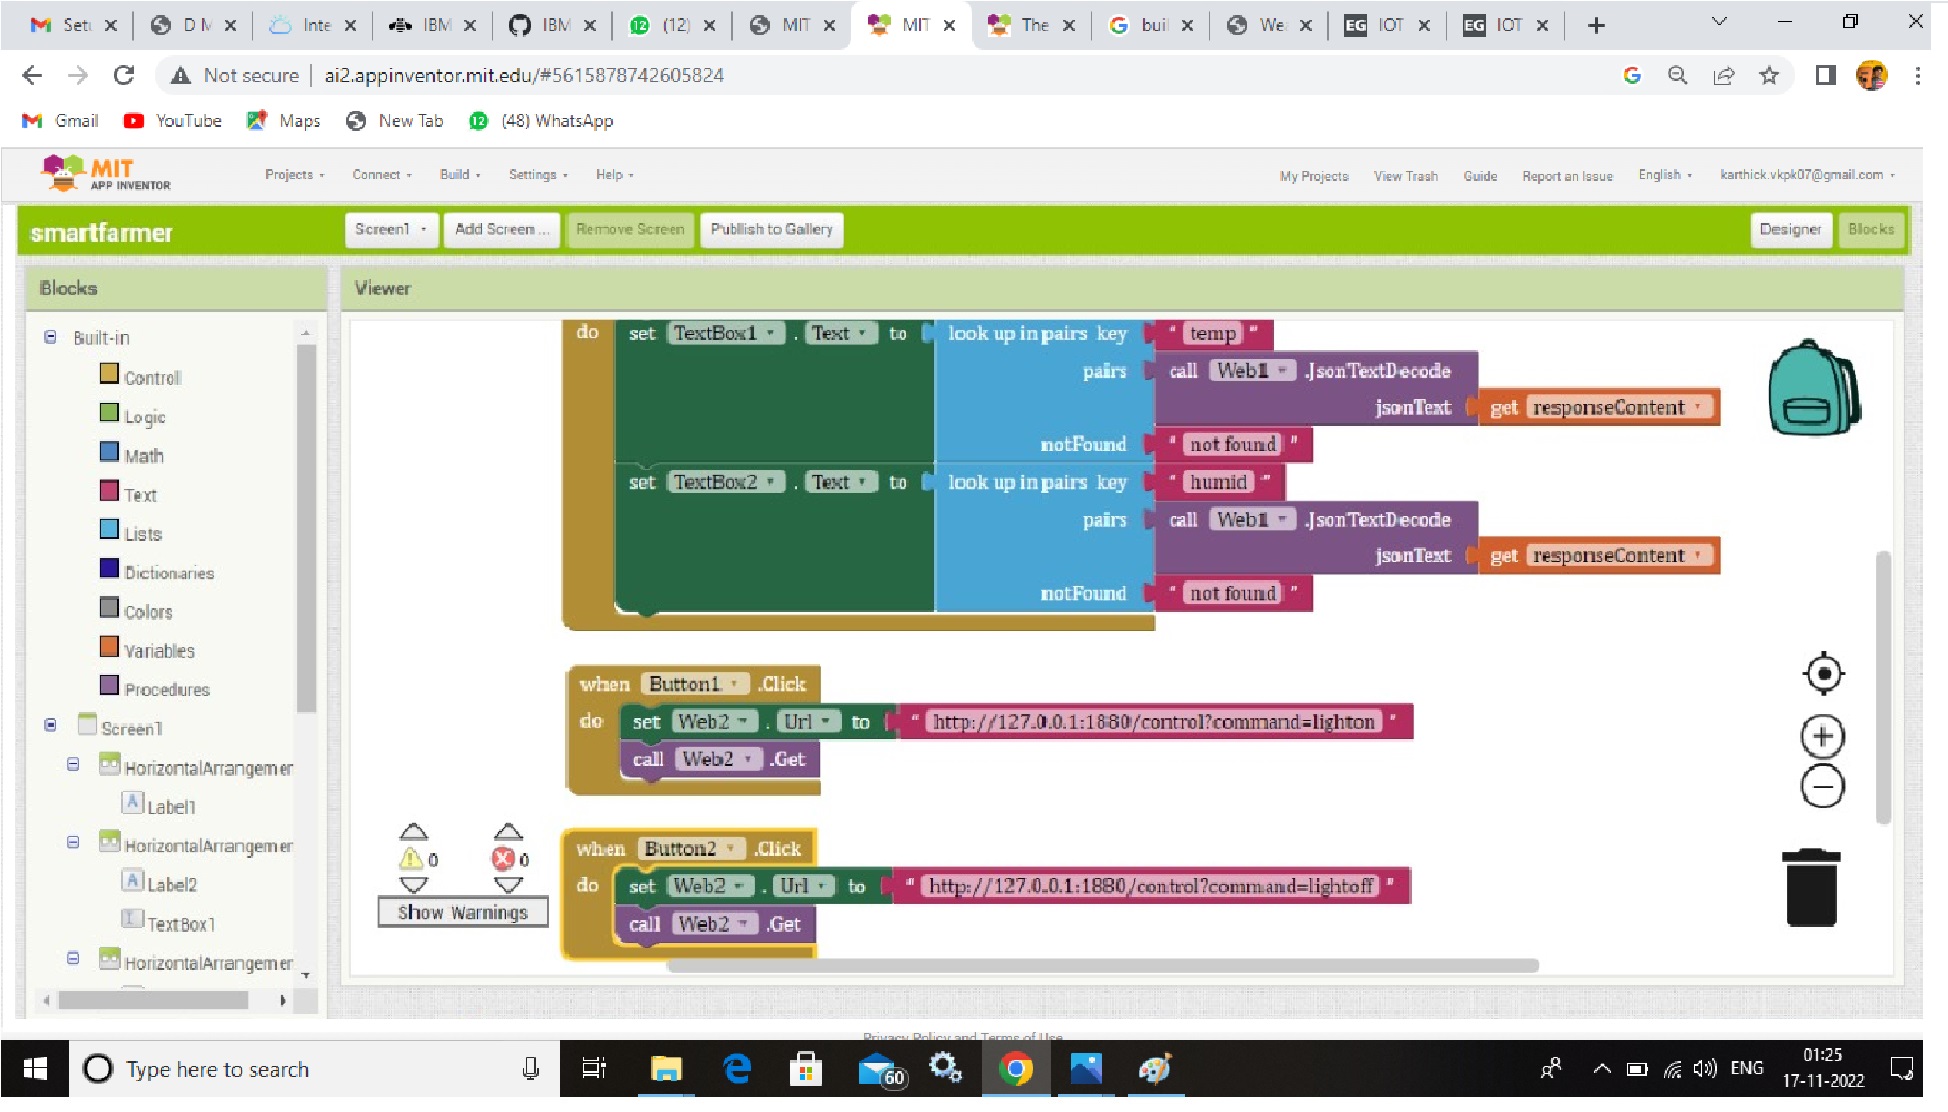 Setu D M Inte IBM IBM (12) MIT MIT The buil We EG IOT EG IOT
Not secure ai2.appinventor.mit.edu/#5615878742605824
Gmail YouTube Maps New Tab 12 (48) WhatsApp
MIT APP INVENTOR Projects Connect Build Settings Help My Projects View Trash Guide Report an Issue English karthick.vkpk07@gmail.com
smartfarmer Screen1 Add Screen ... Remove Screen Publish to Gallery Designer Blocks
Blocks Viewer
Built-in
Control
Logic
Math
Text
Lists
Dictionaries
Colors
Variables
Procedures
Screen1
HorizontalArrangemer
Label1
HorizontalArrangemer
Label2
TextBox1
HorizontalArrangemer
do set TextBox1 . Text to look up in pairs key " temp "
pairs call Web1 .JsonTextDecode
jsonText get responseContent
notFound " not found "
set TextBox2 . Text to look up in pairs key " humid "
pairs call Web1 .JsonTextDecode
jsonText get responseContent
notFound " not found "
when Button1 .Click
do set Web2 . Url to " http://127.0.0.1:1880/control?command=lighton "
call Web2 .Get
when Button2 .Click
do set Web2 . Url to " http://127.0.0.1:1880/control?command=lightoff "
call Web2 .Get
0 0
Show Warnings
Privacy Policy and Terms of Use
Type here to search 60 ENG 01:25
17-11-2022